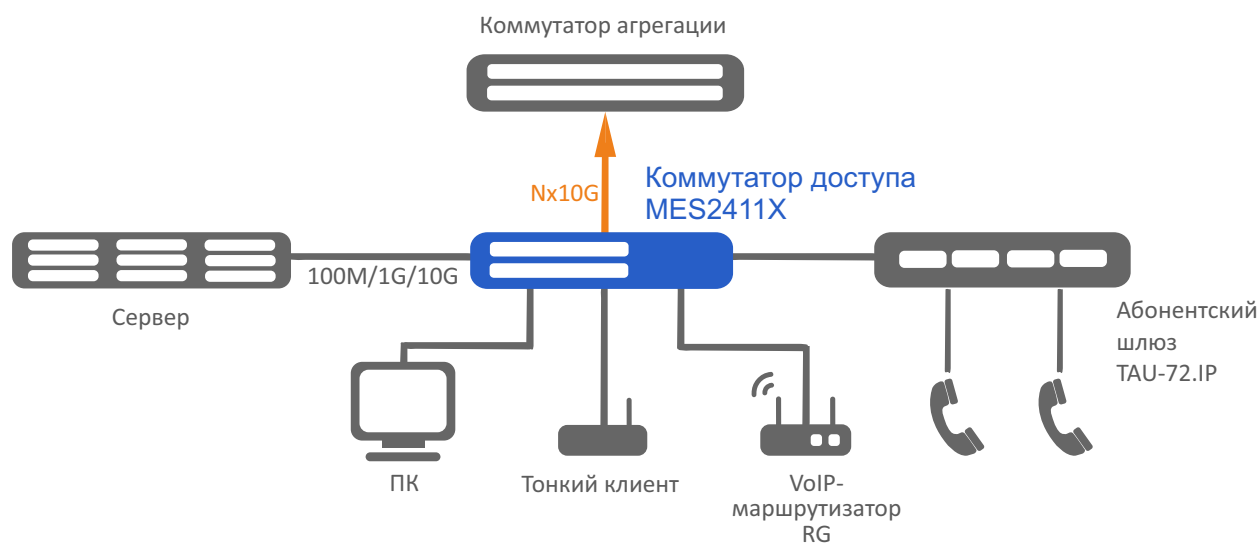 Коммутатор агрегации
Nx10G
Коммутатор доступа
MES2411X
100M/1G/10G
Сервер
Абонентский
шлюз
TAU-72.IP
ПК
Тонкий клиент
VoIP-
маршрутизатор
RG